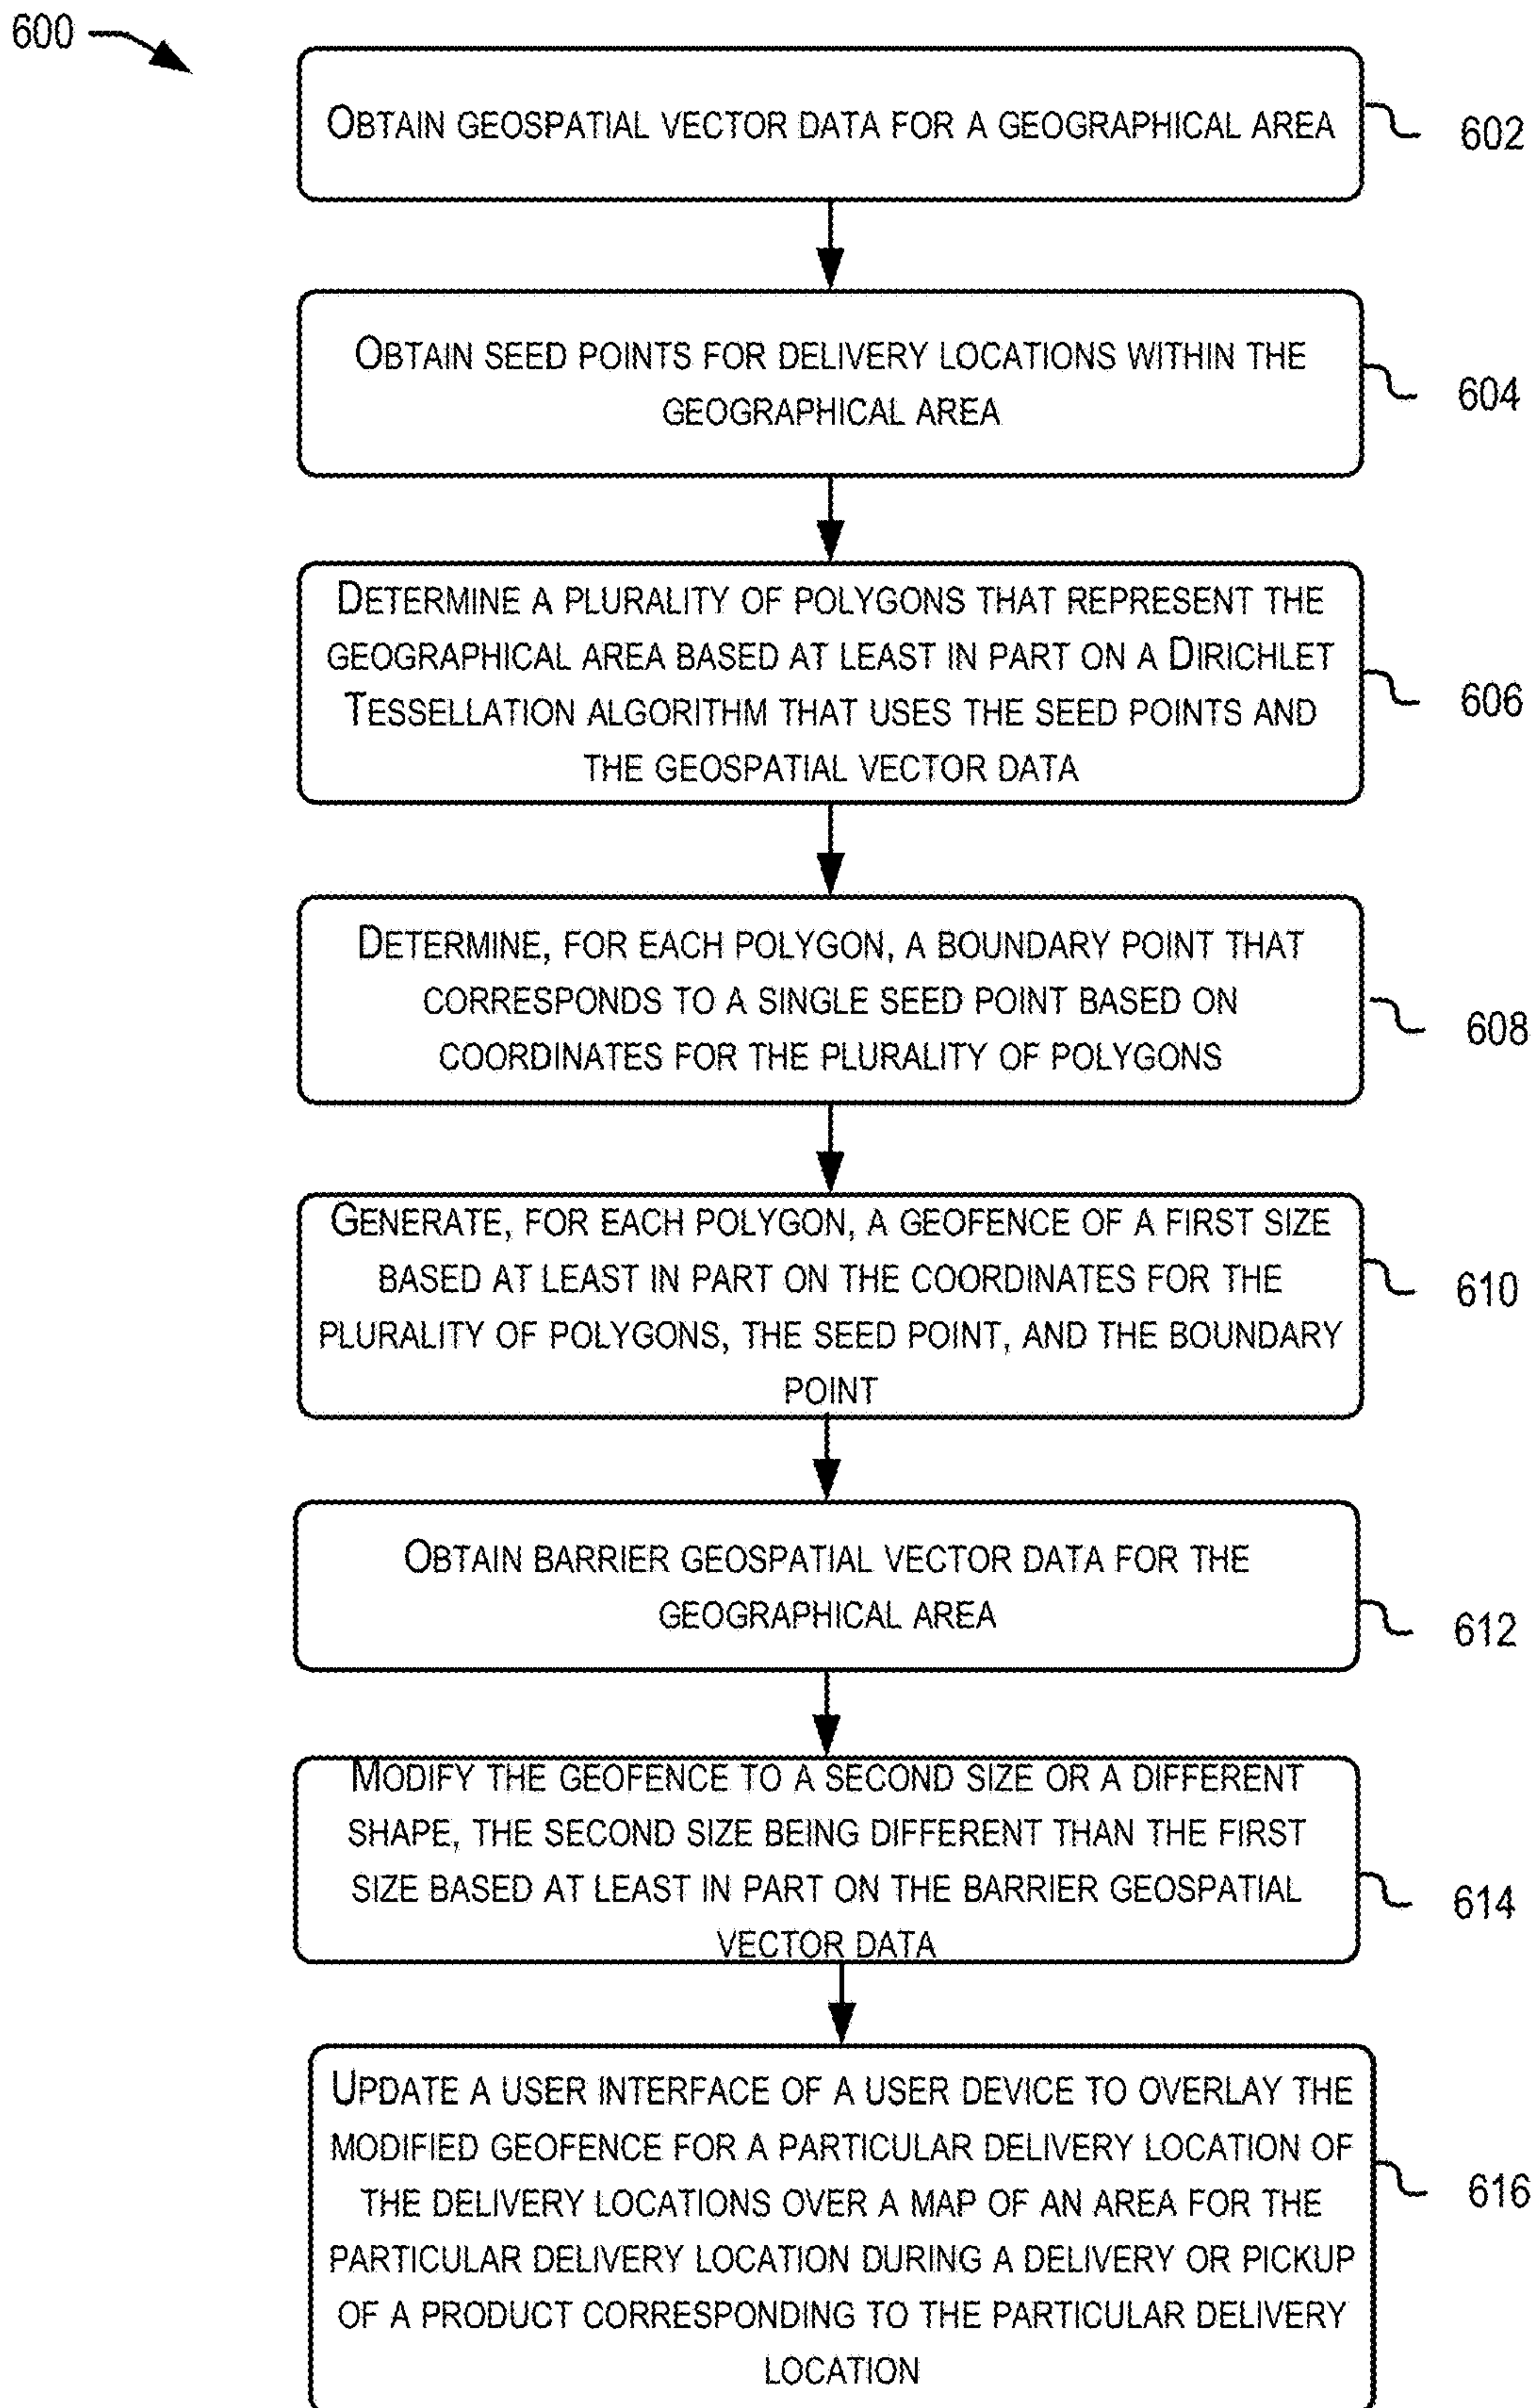 600
OBTAIN GEOSPATIAL VECTOR DATA FOR A GEOGRAPHICAL AREA
602
OBTAIN SEED POINTS FOR DELIVERY LOCATIONS WITHIN THE
GEOGRAPHICAL AREA
604
DETERMINE A PLURALITY OF POLYGONS THAT REPRESENT THE
GEOGRAPHICAL AREA BASED AT LEAST IN PART ON A DIRICHLET
TESSELLATION ALGORITHM THAT USES THE SEED POINTS AND
THE GEOSPATIAL VECTOR DATA
606
DETERMINE, FOR EACH POLYGON, A BOUNDARY POINT THAT
CORRESPONDS TO A SINGLE SEED POINT BASED ON
COORDINATES FOR THE PLURALITY OF POLYGONS
608
GENERATE, FOR EACH POLYGON, A GEOFENCE OF A FIRST SIZE
BASED AT LEAST IN PART ON THE COORDINATES FOR THE
PLURALITY OF POLYGONS, THE SEED POINT, AND THE BOUNDARY
POINT
610
OBTAIN BARRIER GEOSPATIAL VECTOR DATA FOR THE
GEOGRAPHICAL AREA
612
MODIFY THE GEOFENCE TO A SECOND SIZE OR A DIFFERENT
SHAPE, THE SECOND SIZE BEING DIFFERENT THAN THE FIRST
SIZE BASED AT LEAST IN PART ON THE BARRIER GEOSPATIAL
VECTOR DATA
614
UPDATE A USER INTERFACE OF A USER DEVICE TO OVERLAY THE
MODIFIED GEOFENCE FOR A PARTICULAR DELIVERY LOCATION OF
THE DELIVERY LOCATIONS OVER A MAP OF AN AREA FOR THE
PARTICULAR DELIVERY LOCATION DURING A DELIVERY OR PICKUP
OF A PRODUCT CORRESPONDING TO THE PARTICULAR DELIVERY
LOCATION
616